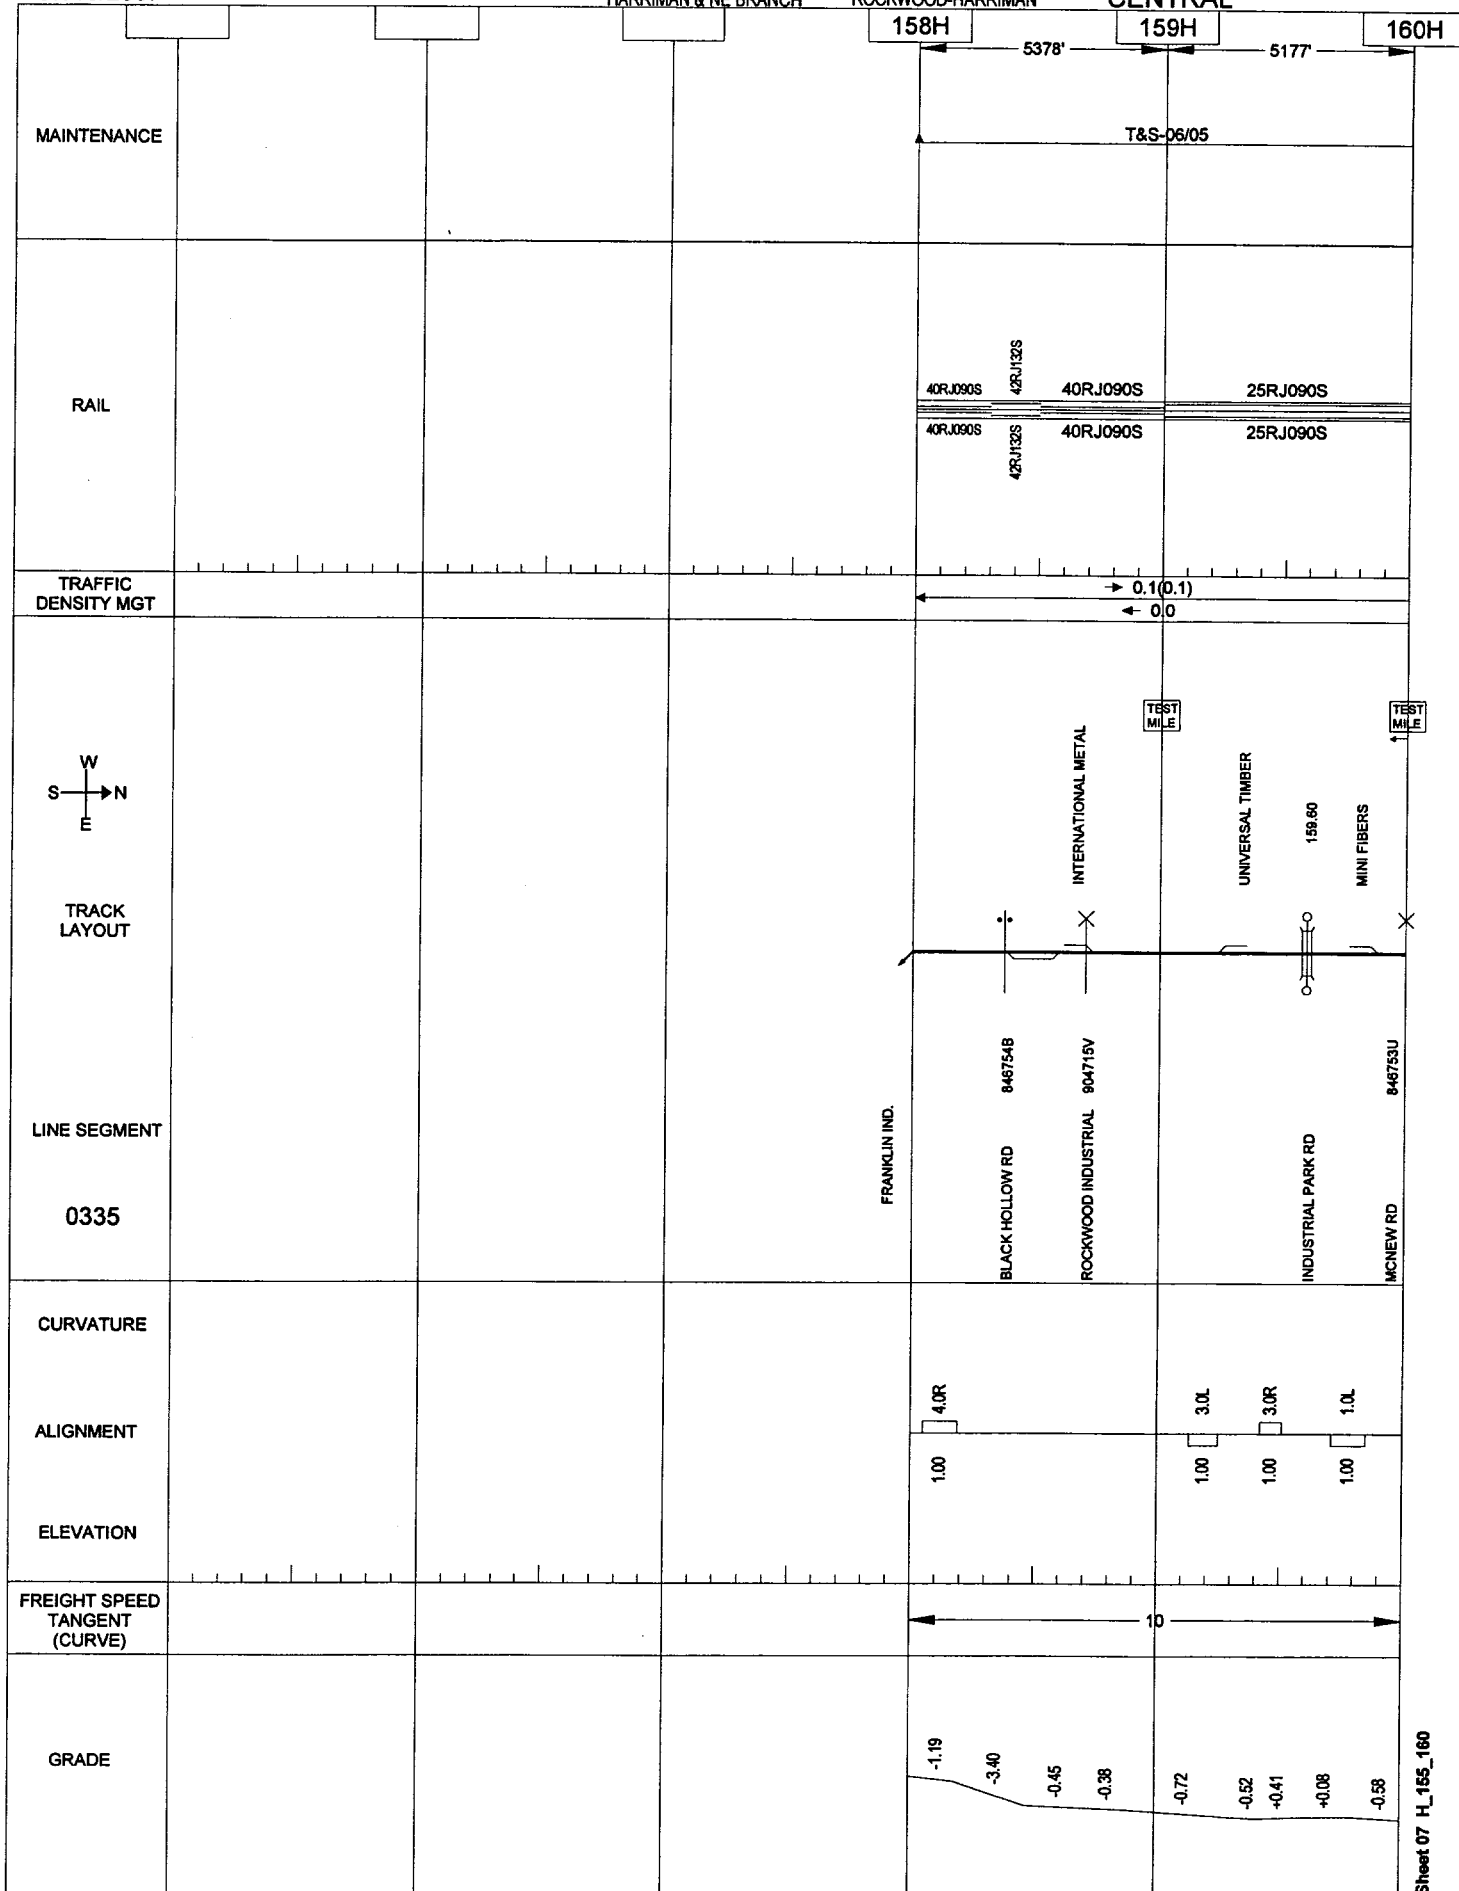 HARRIMAN & NE BRANCH ROCKWOOD-HARRIMAN CENTRAL
158H 159H 160H
5378' 5177'
MAINTENANCE
T&S-06/05
RAIL
40RJ090S 42RJ132S 40RJ090S 25RJ090S
40RJ090S 42RJ132S 40RJ090S 25RJ090S
TRAFFIC
DENSITY MGT
0.1(0.1)
0.0
TEST
MILE
TEST
MILE
W
S N
E
INTERNATIONAL METAL
UNIVERSAL TIMBER
159.60
MINI FIBERS
TRACK
LAYOUT
LINE SEGMENT
0335
FRANKLIN IND.
BLACK HOLLOW RD 846754B
ROCKWOOD INDUSTRIAL 904715V
INDUSTRIAL PARK RD
MCNEW RD 846753U
CURVATURE
ALIGNMENT
ELEVATION
4.0R 3.0L 3.0R 1.0L
1.00 1.00 1.00 1.00
FREIGHT SPEED
TANGENT
(CURVE)
10
GRADE
-1.19 -3.40 -0.45 -0.38 -0.72 -0.52 +0.41 +0.08 -0.58
Sheet 07 H_155_160